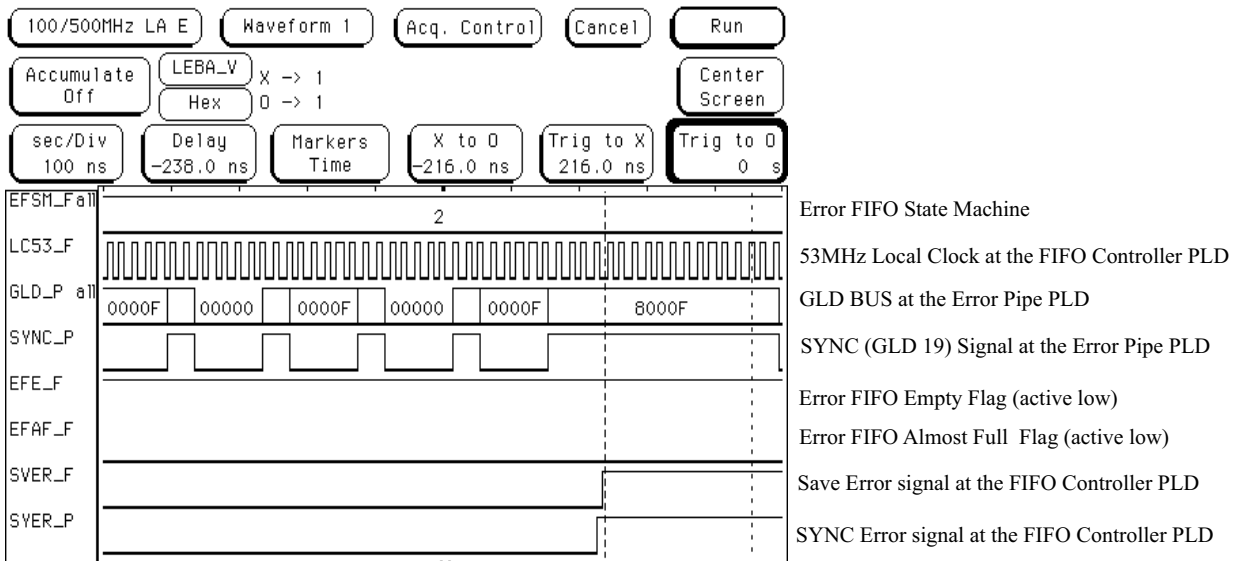 100/500MHz LA E Waveform 1 Acq. Control Cancel Run
Accumulate Off LEBA_V Hex X -> 1 O -> 1 Center Screen
sec/Div 100 ns Delay -238.0 ns Markers Time X to O -216.0 ns Trig to X 216.0 ns Trig to O 0 s
EFSM_Fall 2 Error FIFO State Machine
LC53_F 53MHz Local Clock at the FIFO Controller PLD
GLD_P all 0000F 00000 0000F 00000 0000F 8000F GLD BUS at the Error Pipe PLD
SYNC_P SYNC (GLD 19) Signal at the Error Pipe PLD
EFE_F Error FIFO Empty Flag (active low)
EFAF_F Error FIFO Almost Full Flag (active low)
SVER_F Save Error signal at the FIFO Controller PLD
SYER_P SYNC Error signal at the FIFO Controller PLD